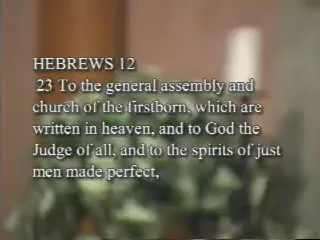 HEBREWS 12
23 To the general assembly and
church of the firstborn, which are
written in heaven, and to God the
Judge of all, and to the spirits of just
men made perfect,